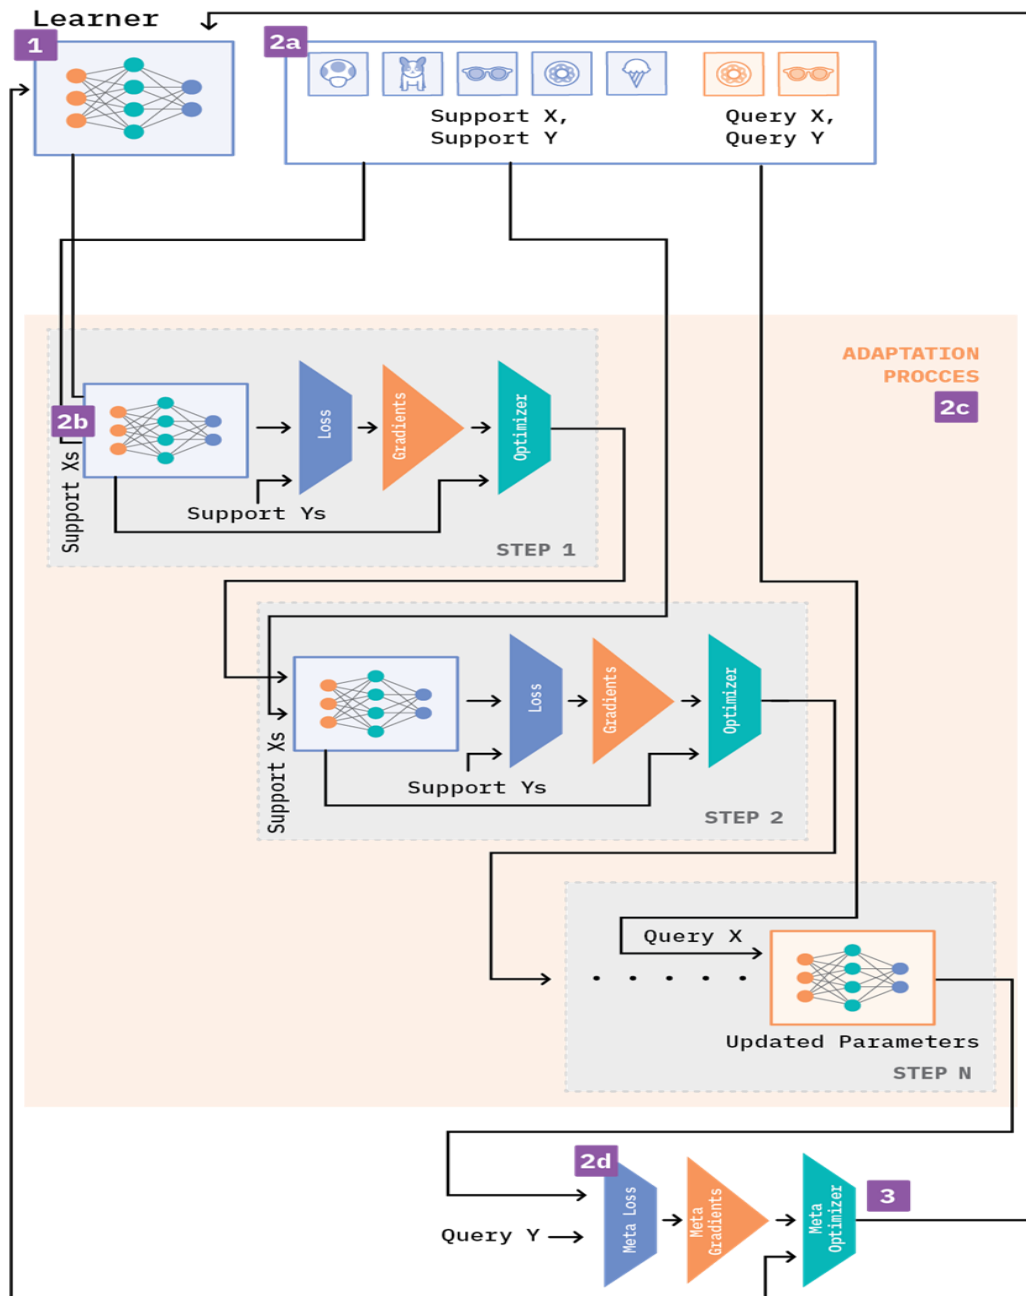 Learner
1
2a
Support X,
Support Y
Query X,
Query Y
ADAPTATION
PROCCES
2c
2b
Support Xs
Loss
Gradients
Optimizer
Support Ys
STEP 1
Support Xs
Loss
Gradients
Optimizer
Support Ys
STEP 2
Query X
Updated Parameters
STEP N
2d
Meta Loss
Meta
Gradients
Meta
Optimizer
3
Query Y